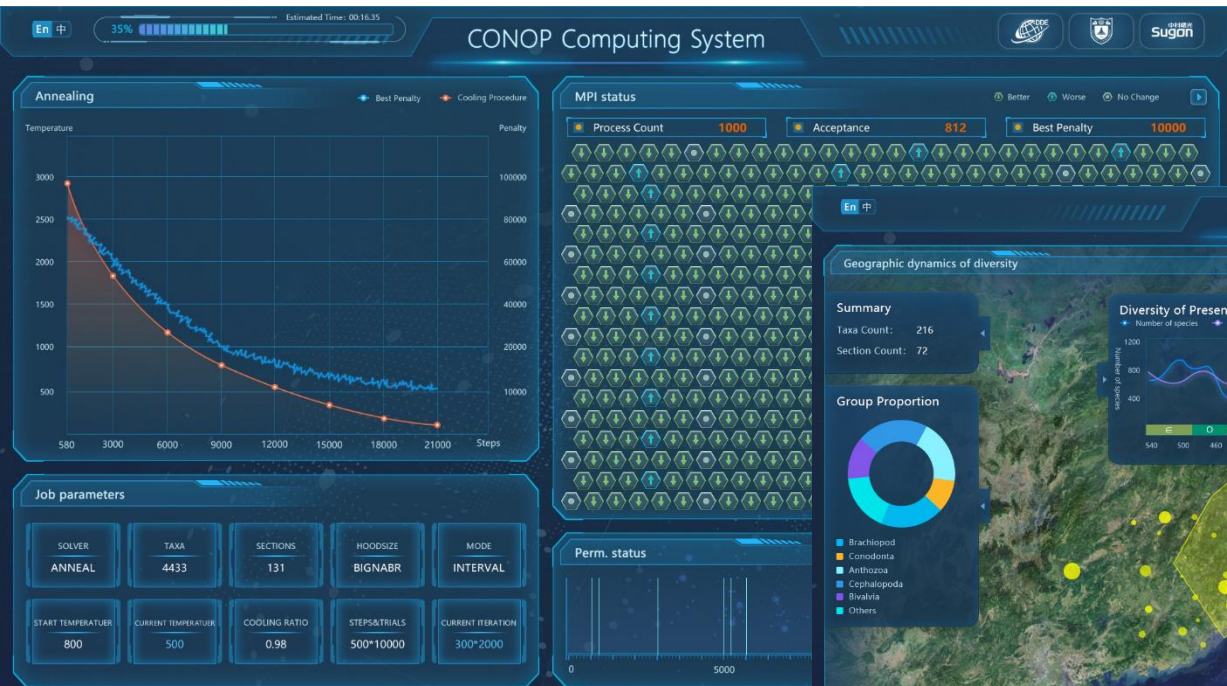 En 中
35%
Estimated Time: 00:16.35
CONOP Computing System
DDE
中科曙光
sugon
Annealing
Best Penalty
Cooling Procedure
Temperature
Penalty
3000
2500
2000
1500
1000
500
100000
80000
60000
40000
20000
10000
580 3000 6000 9000 12000 15000 18000 21000 Steps
MPI status
Better
Worse
No Change
Process Count 1000
Acceptance 812
Best Penalty 10000
Job parameters
SOLVER
ANNEAL
TAXA
4433
SECTIONS
131
HOODSIZE
BIGNABR
MODE
INTERVAL
START TEMPERATUER
800
CURRENT TEMPERATUER
500
COOLING RATIO
0.98
STEPS&TRIALS
500*10000
CURRENT ITERATION
300*2000
Perm. status
0 5000
En 中
Geographic dynamics of diversity
Summary
Taxa Count: 216
Section Count: 72
Group Proportion
Brachiopod
Conodonta
Anthozoa
Cephalopoda
Bivalvia
Others
Diversity of Presen
Number of species
Number of species
1200
800
400
Є O
540 500 460